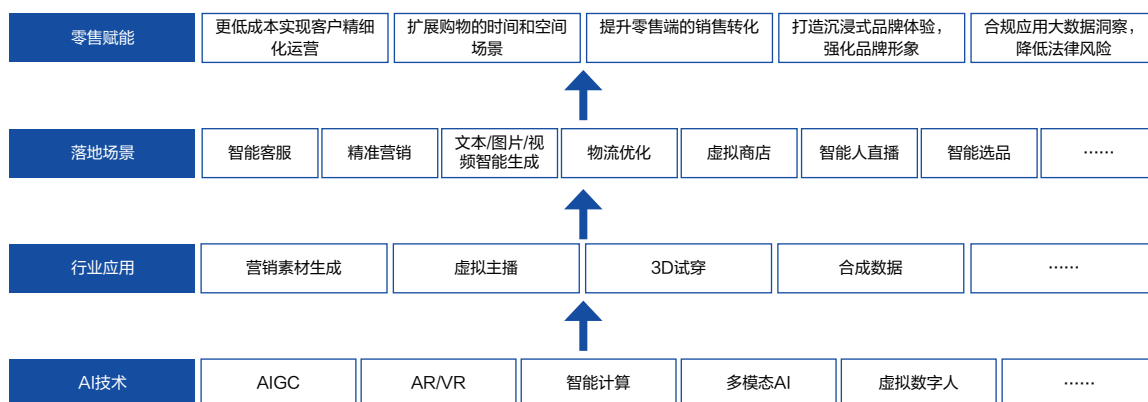 零售赋能
更低成本实现客户精细
化运营
扩展购物的时间和空间
场景
提升零售端的销售转化
打造沉浸式品牌体验，
强化品牌形象
合规应用大数据洞察，
降低法律风险
落地场景
智能客服
精准营销
文本/图片/视
频智能生成
物流优化
虚拟商店
智能人直播
智能选品
……
行业应用
营销素材生成
虚拟主播
3D试穿
合成数据
……
AI技术
AIGC
AR/VR
智能计算
多模态AI
虚拟数字人
……